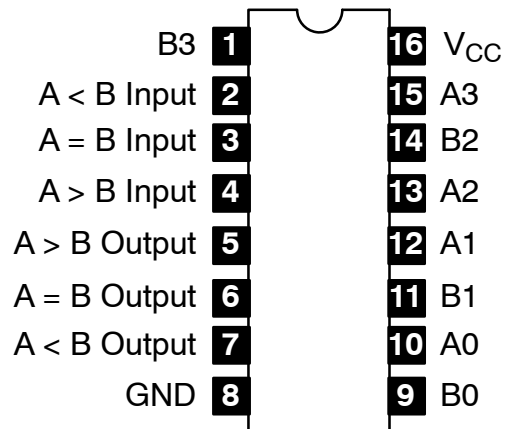 B3 1 16 VCC
A < B Input 2 15 A3
A = B Input 3 14 B2
A > B Input 4 13 A2
A > B Output 5 12 A1
A = B Output 6 11 B1
A < B Output 7 10 A0
GND 8 9 B0